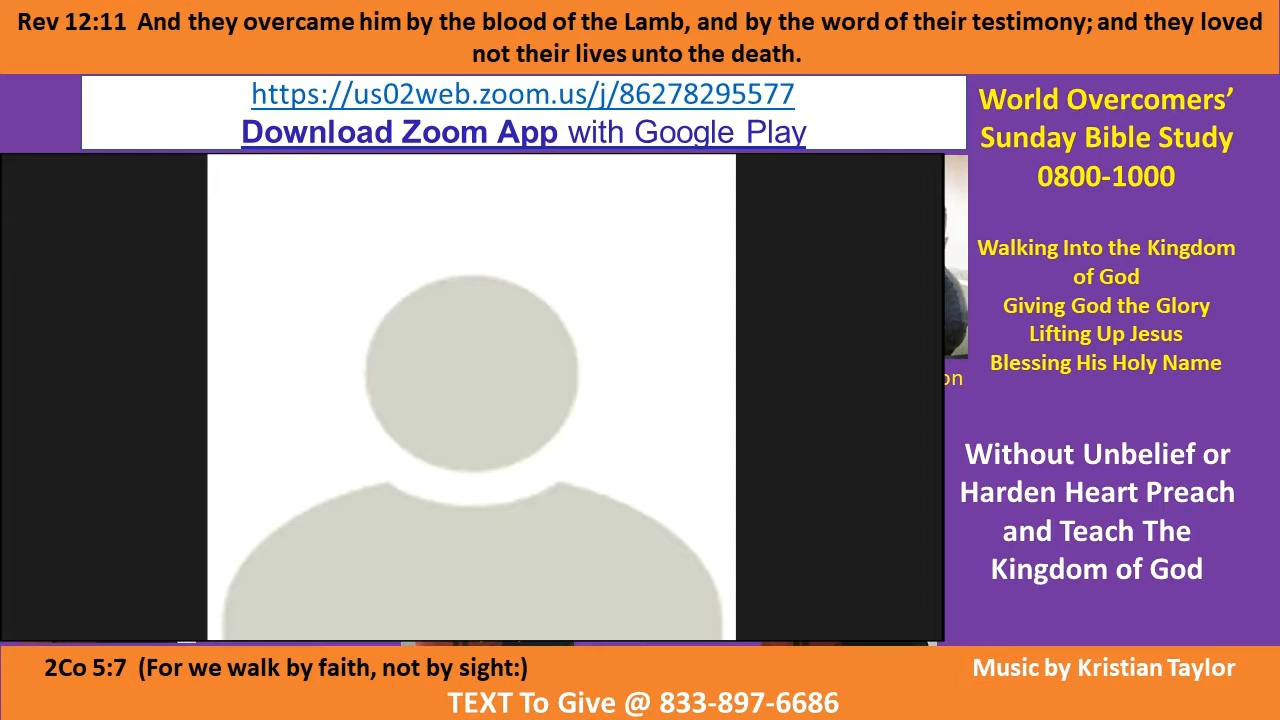 Rev 12:11  And they overcame him by the blood of the Lamb, and by the word of their testimony; and they loved
not their lives unto the death.
https://us02web.zoom.us/j/86278295577
Download Zoom App with Google Play
World Overcomers’
Sunday Bible Study
0800-1000
Walking Into the Kingdom
of God
Giving God the Glory
Lifting Up Jesus
Blessing His Holy Name
Without Unbelief or
Harden Heart Preach
and Teach The
Kingdom of God
2Co 5:7  (For we walk by faith, not by sight:)
Music by Kristian Taylor
TEXT To Give @ 833-897-6686